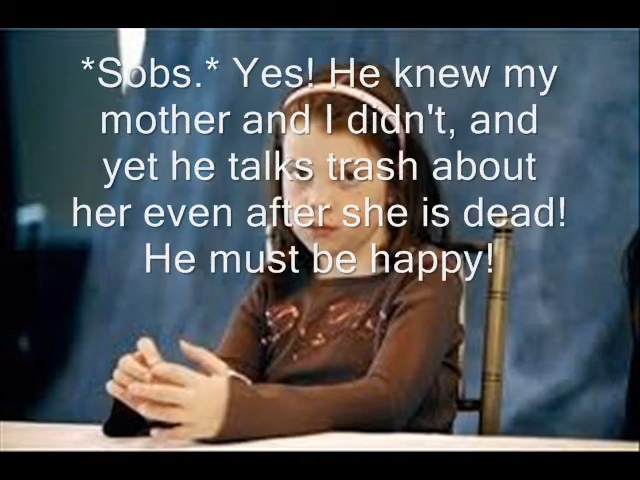 *Sobs.* Yes! He knew my
mother and I didn't, and
yet he talks trash about
her even after she is dead!
He must be happy!